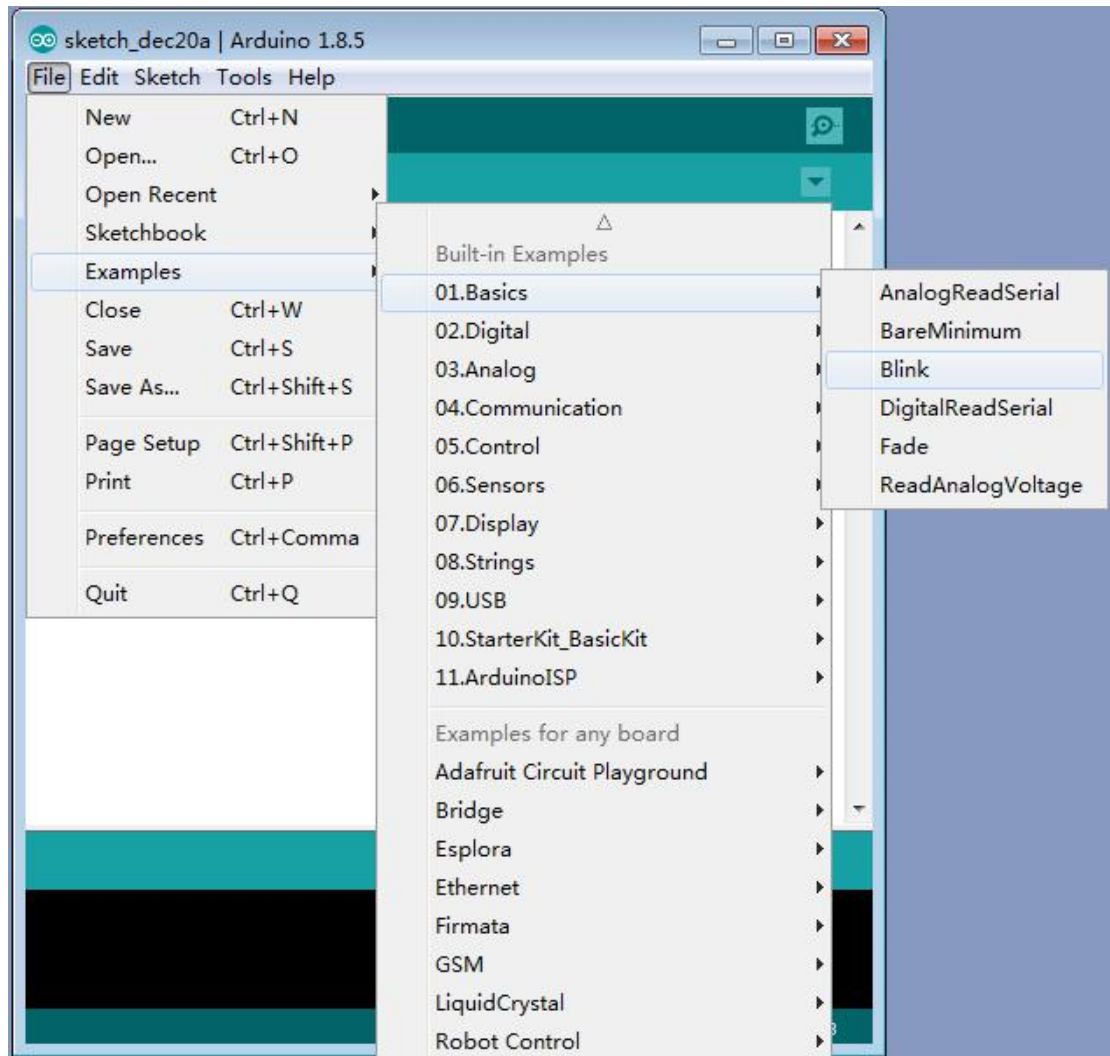 sketch_dec20a | Arduino 1.8.5
File Edit Sketch Tools Help
New Ctrl+N
Open... Ctrl+O
Open Recent
Sketchbook
Examples
Close Ctrl+W
Save Ctrl+S
Save As... Ctrl+Shift+S
Page Setup Ctrl+Shift+P
Print Ctrl+P
Preferences Ctrl+Comma
Quit Ctrl+Q
Built-in Examples
01.Basics
02.Digital
03.Analog
04.Communication
05.Control
06.Sensors
07.Display
08.Strings
09.USB
10.StarterKit_BasicKit
11.ArduinoISP
Examples for any board
Adafruit Circuit Playground
Bridge
Esplora
Ethernet
Firmata
GSM
LiquidCrystal
Robot Control
AnalogReadSerial
BareMinimum
Blink
DigitalReadSerial
Fade
ReadAnalogVoltage